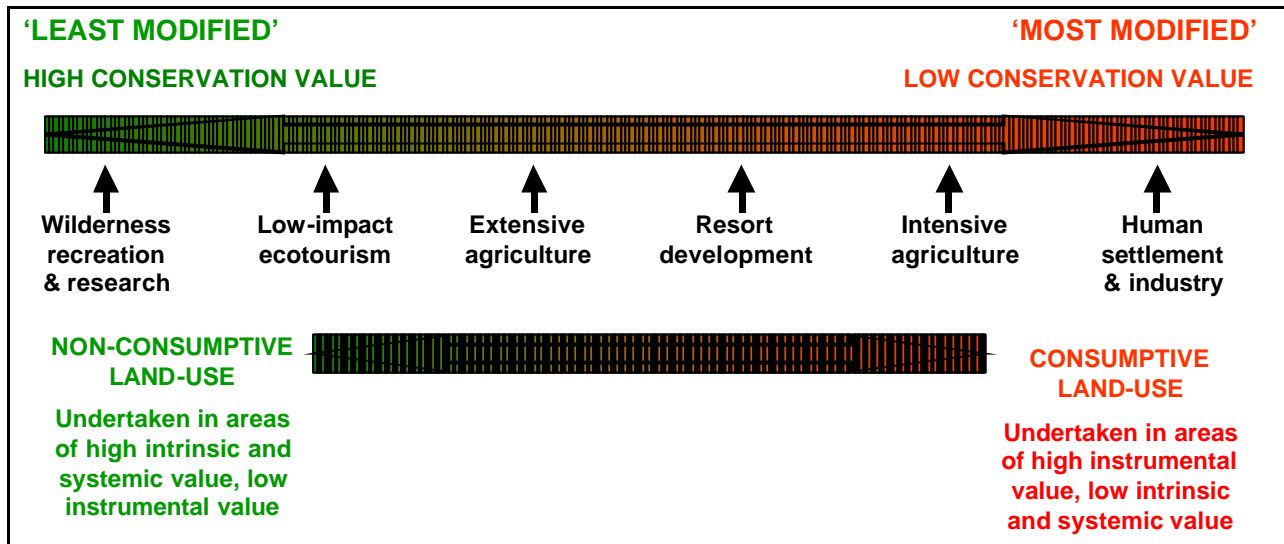 ‘LEAST MODIFIED’
‘MOST MODIFIED’
HIGH CONSERVATION VALUE
LOW CONSERVATION VALUE
Wilderness
recreation
& research
Low-impact
ecotourism
Extensive
agriculture
Resort
development
Intensive
agriculture
Human
settlement
& industry
NON-CONSUMPTIVE
LAND-USE
Undertaken in areas
of high intrinsic and
systemic value, low
instrumental value
CONSUMPTIVE
LAND-USE
Undertaken in areas
of high instrumental
value, low intrinsic
and systemic value